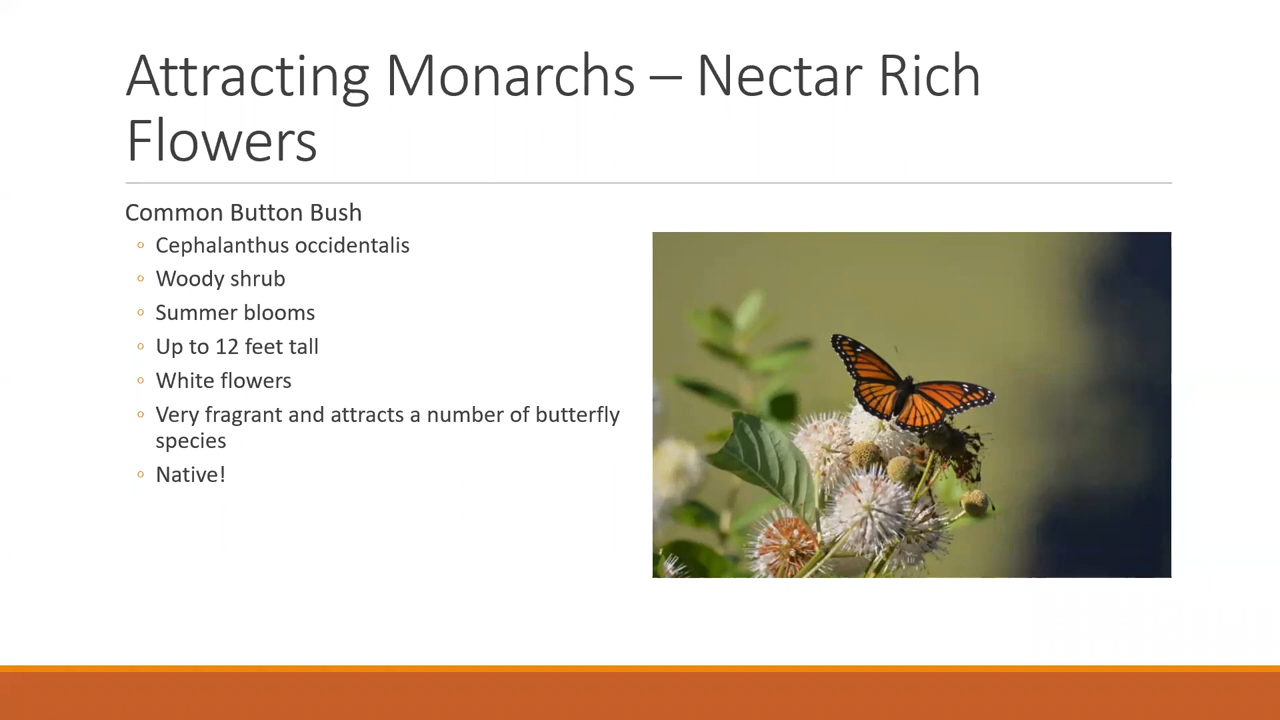 Attracting Monarchs – Nectar Rich
Flowers
Common Button Bush
◦ Cephalanthus occidentalis
◦ Woody shrub
◦ Summer blooms
◦ Up to 12 feet tall
◦ White flowers
◦ Very fragrant and attracts a number of butterfly
species
◦ Native!